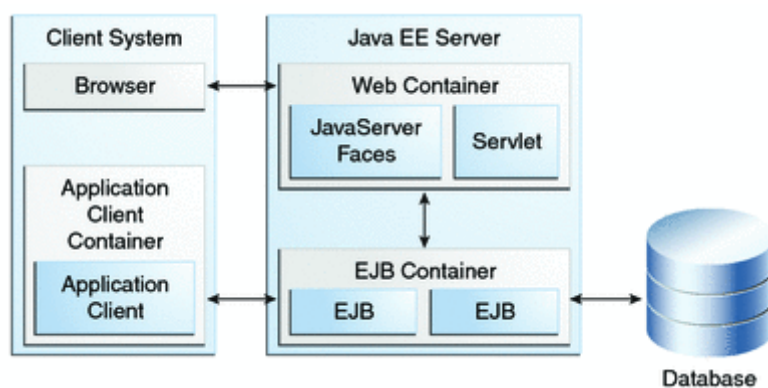 Client System
Browser
Application
Client
Container
Application
Client
Java EE Server
Web Container
JavaServer
Faces
Servlet
EJB Container
EJB
EJB
Database